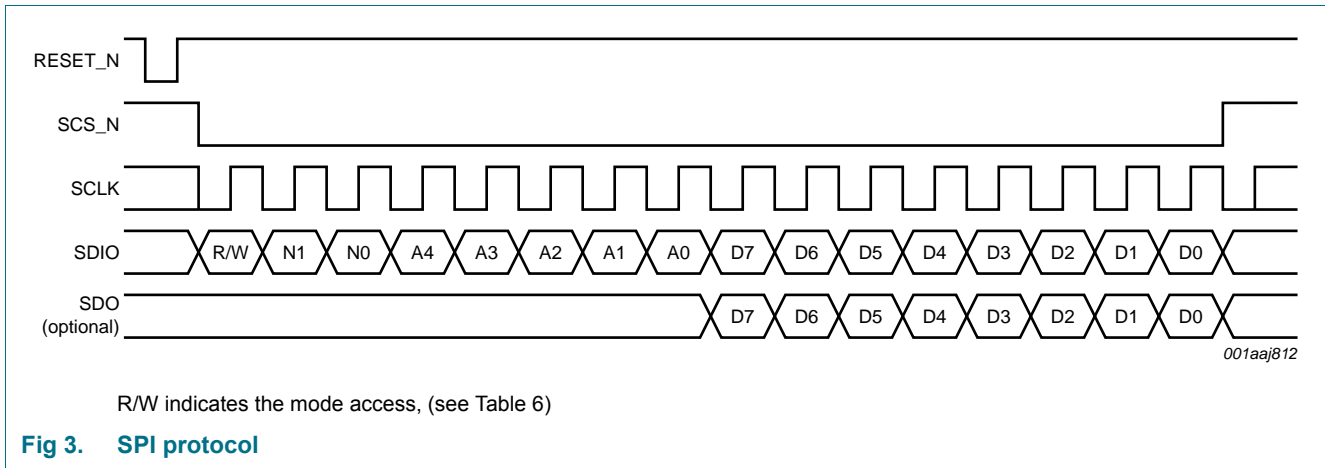 RESET_N
SCS_N
SCLK
SDIO R/W N1 N0 A4 A3 A2 A1 A0 D7 D6 D5 D4 D3 D2 D1 D0
SDO
(optional) D7 D6 D5 D4 D3 D2 D1 D0
001aaj812
R/W indicates the mode access, (see Table 6)
Fig 3. SPI protocol